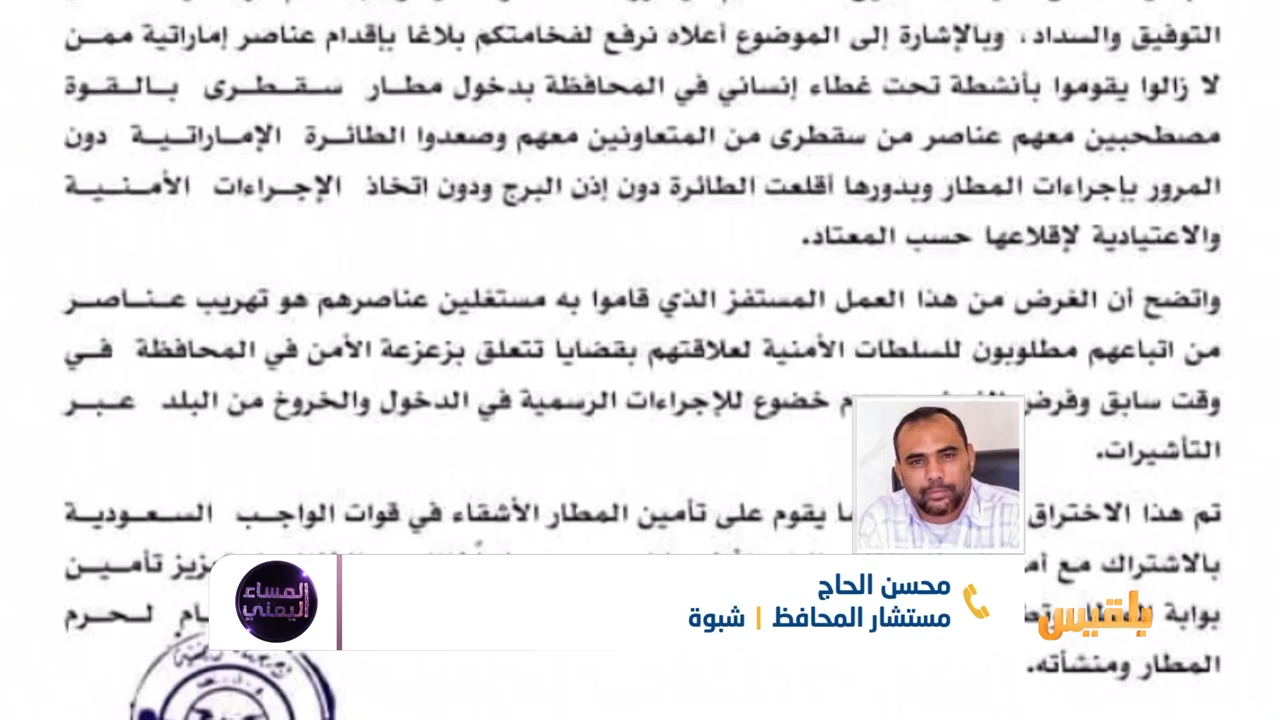 التوفيق والسداد، وبالإشارة إلى الموضوع أعلاه نرفع لفخامتكم بلاغا بإقدام عناصر إماراتية ممن
لا زالوا يقوموا بأنشطة تحت غطاء إنساني في المحافظة بدخول مطار سقطرى بالقوة
مصطحبين معهم عناصر من سقطرى من المتعاونين معهم وصعدوا الطائرة الإماراتية دون
المرور بإجراءات المطار وبدورها أقلعت الطائرة دون إذن البرج ودون اتخاذ الإجراءات الأمنية
والاعتيادية لإقلاعها حسب المعتاد.
واتضح أن الغرض من هذا العمل المستفز الذي قاموا به مستغلين عناصرهم هو تهريب عناصر
من اتباعهم مطلوبون للسلطات الأمنية لعلاقتهم بقضايا تتعلق بزعزعة الأمن في المحافظة في
وقت سابق وفرض خضوع للإجراءات الرسمية في الدخول والخروخ من البلد عبر
التأشيرات.
تم هذا الاختراق يقوم على تأمين المطار الأشقاء في قوات الواجب السعودية
بالاشتراك مع تأمين
بوابة لحرم
المطار ومنشأته.
محسن الحاج
مستشار المحافظ | شبوة
المساء
اليمني
بلقيس